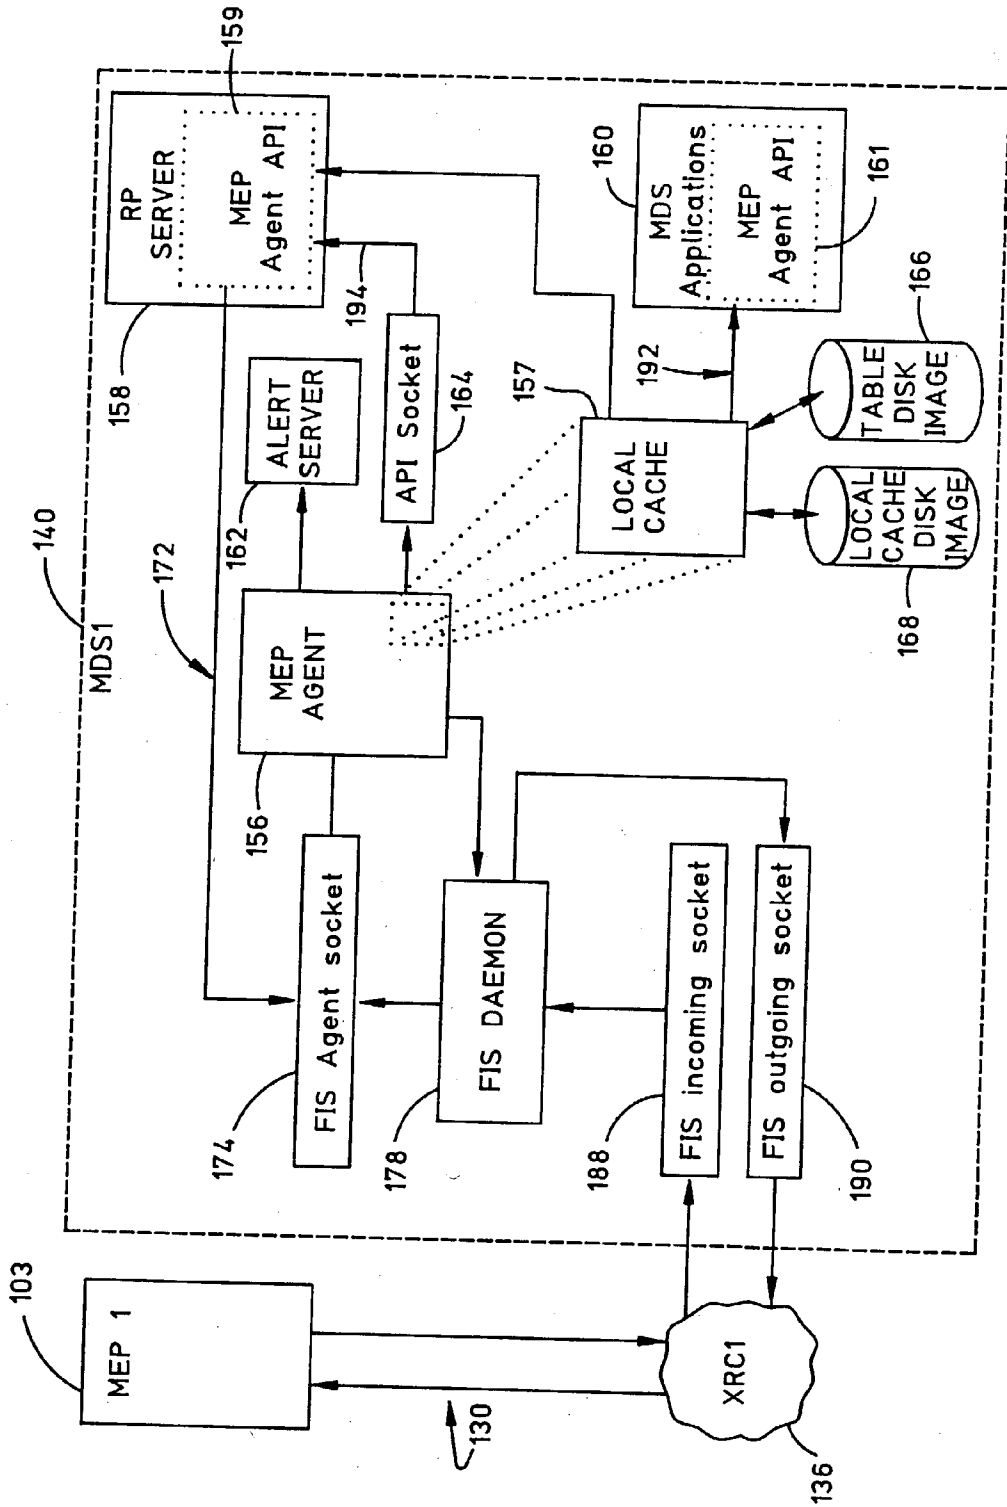 103
MEP 1
130
XRC1
136
140
MDS1
172
174
FIS Agent socket
178
FIS DAEMON
188
FIS incoming socket
190
FIS outgoing socket
156
MEP
AGENT
162
ALERT
SERVER
API Socket
164
158
RP
SERVER
159
MEP
Agent API
194
157
LOCAL
CACHE
192
160
MDS
Applications
MEP
Agent API
161
LOCAL
CACHE
DISK
IMAGE
168
TABLE
DISK
IMAGE
166